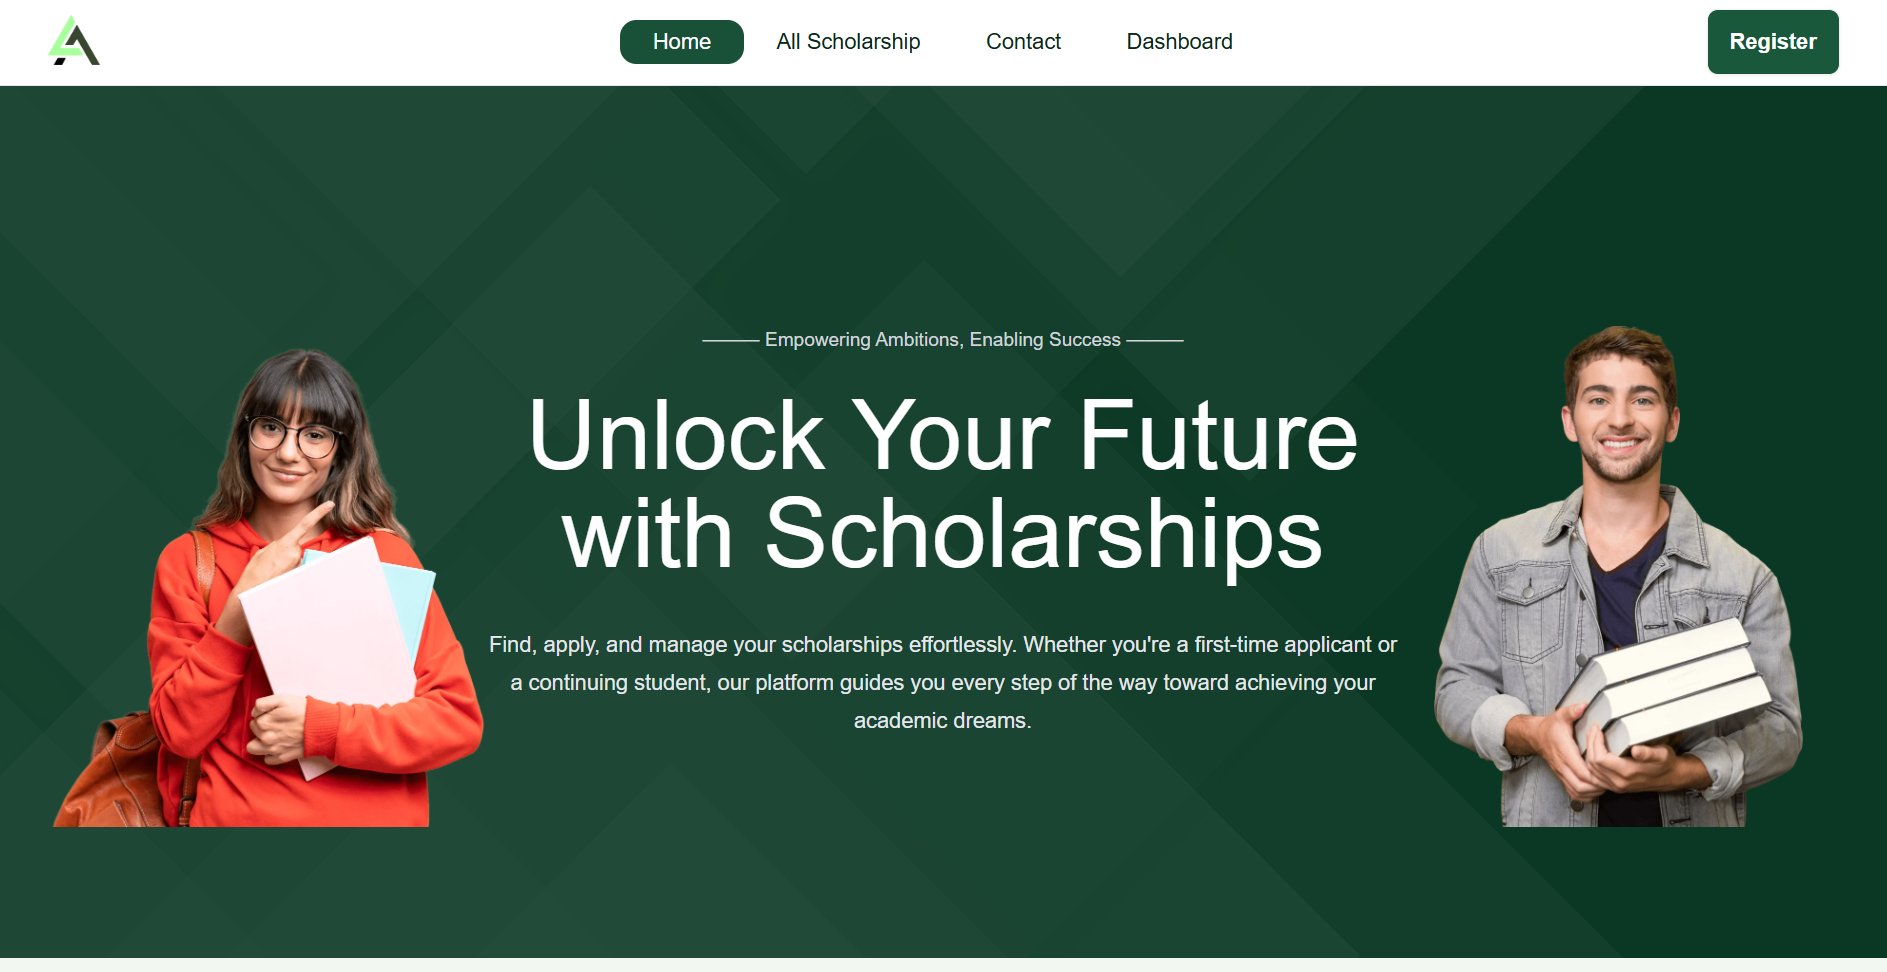 Home
All Scholarship
Contact
Dashboard
Register
Empowering Ambitions, Enabling Success
Unlock Your Future
with Scholarships
Find, apply, and manage your scholarships effortlessly. Whether you're a first-time applicant or
a continuing student, our platform guides you every step of the way toward achieving your
academic dreams.